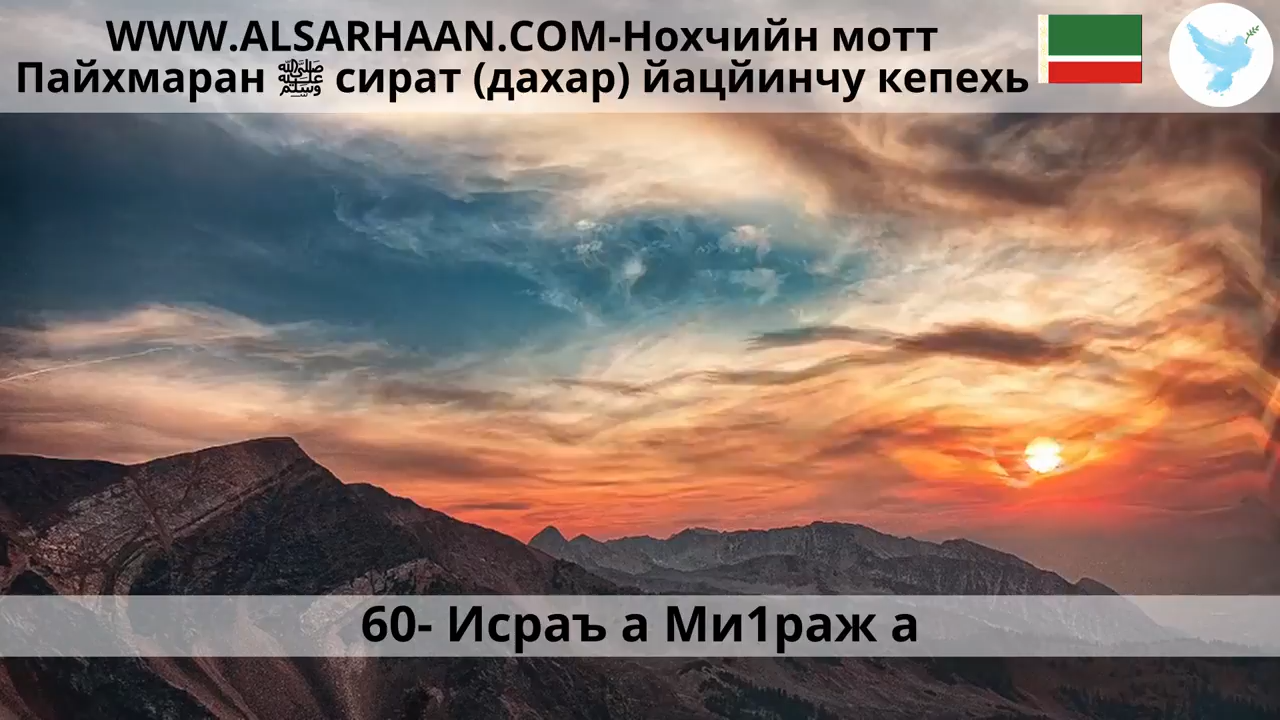 WWW.ALSARHAAN.COM-Нохчийн мотт
Пайхмаран ﷺ сират (дахар) йацйинчу кепехь
60- Исраъ а Ми1раж а